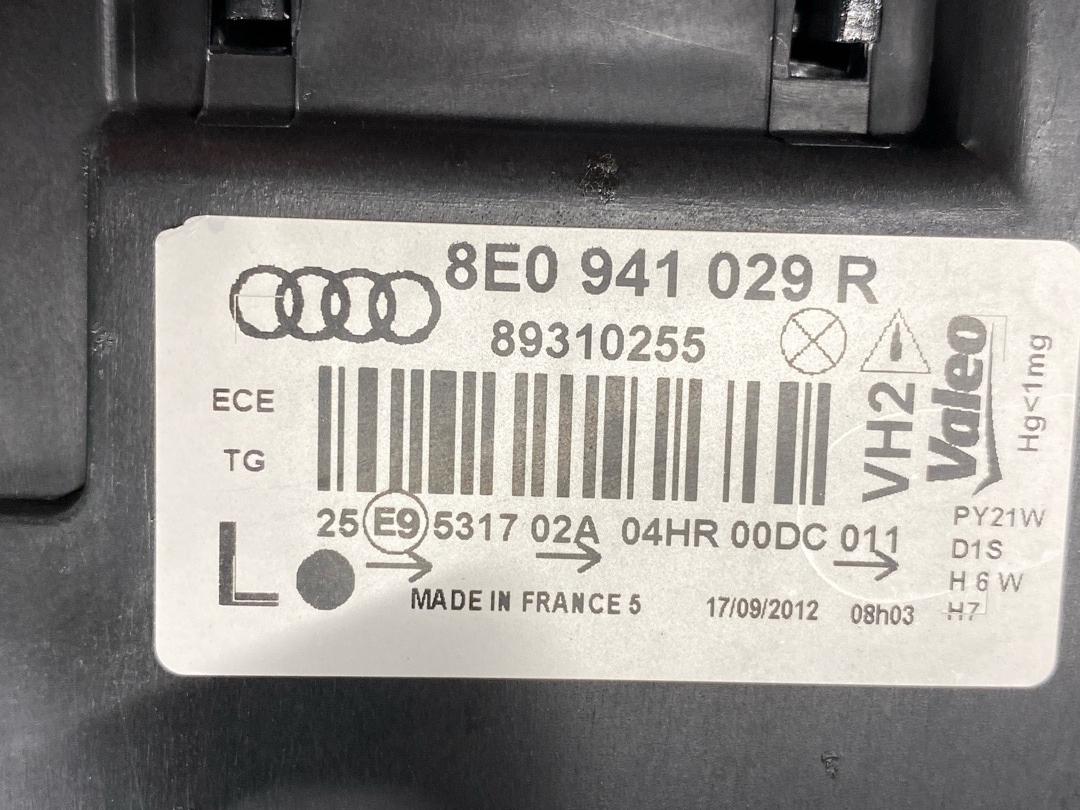 8E0 941 029 R
89310255
ECE
TG
VH2
Valeo
Hg<1mg
25 E9 5317 02A 04HR 00DC 011
PY21W
D1S
H 6 W
H7
L
MADE IN FRANCE 5 17/09/2012 08h03